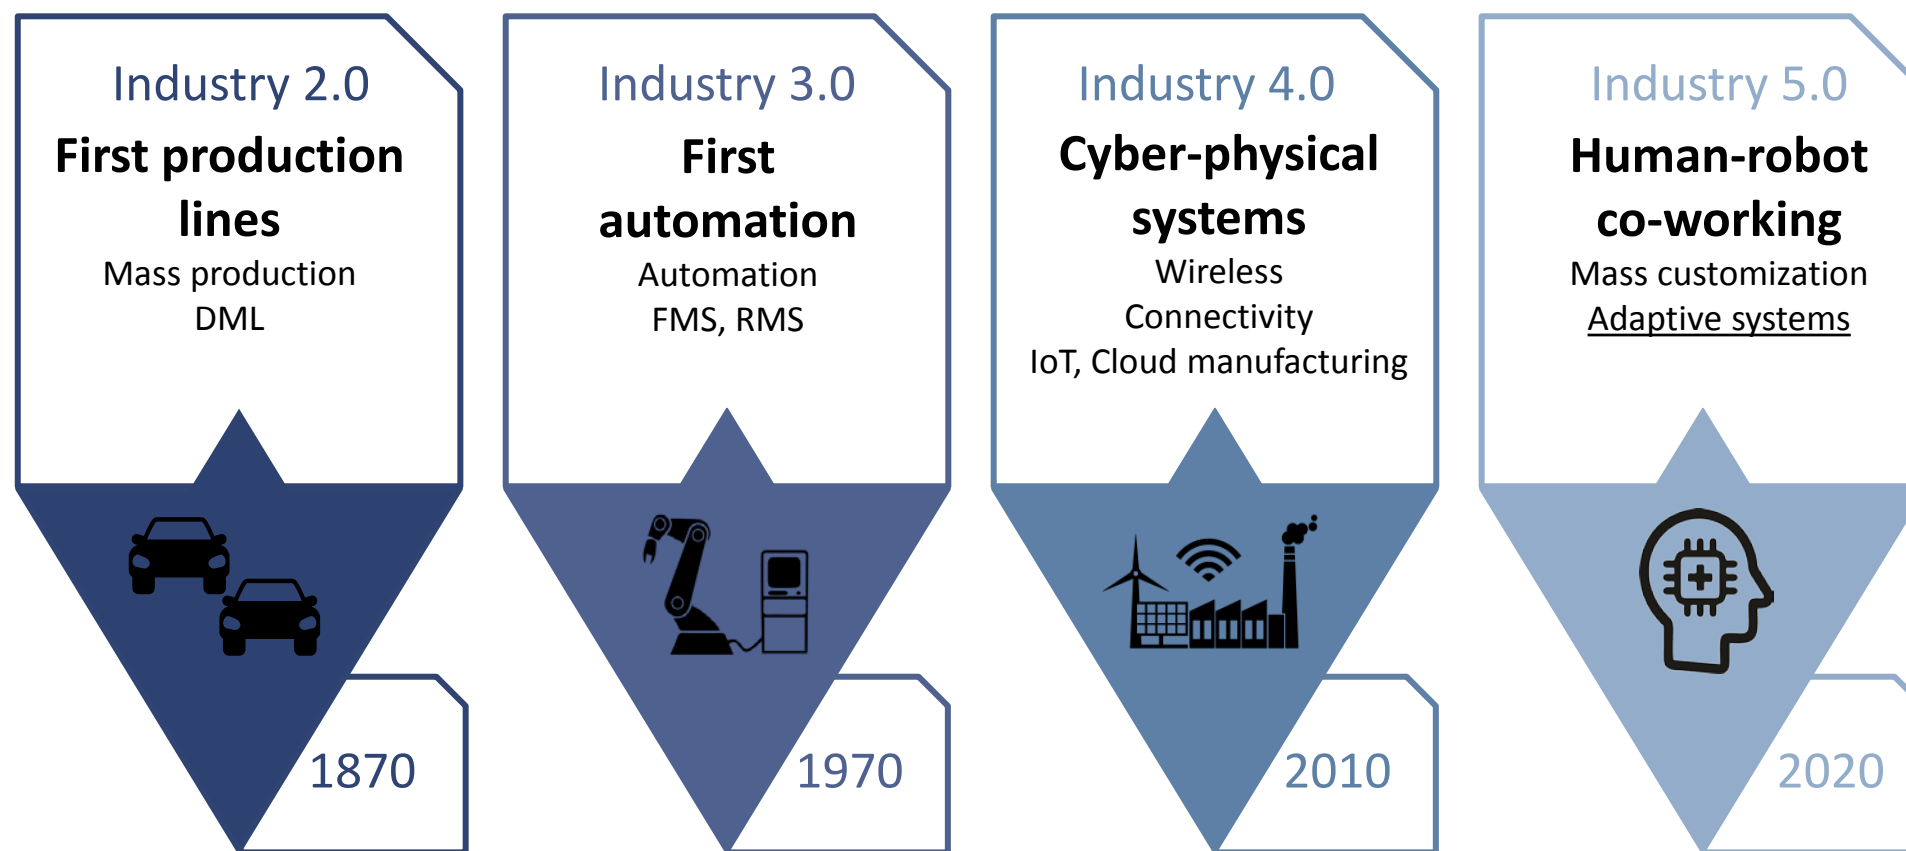 Industry 2.0
First production
lines
Mass production
DML
1870
Industry 3.0
First
automation
Automation
FMS, RMS
1970
Industry 4.0
Cyber-physical
systems
Wireless
Connectivity
IoT, Cloud manufacturing
2010
Industry 5.0
Human-robot
co-working
Mass customization
Adaptive systems
2020